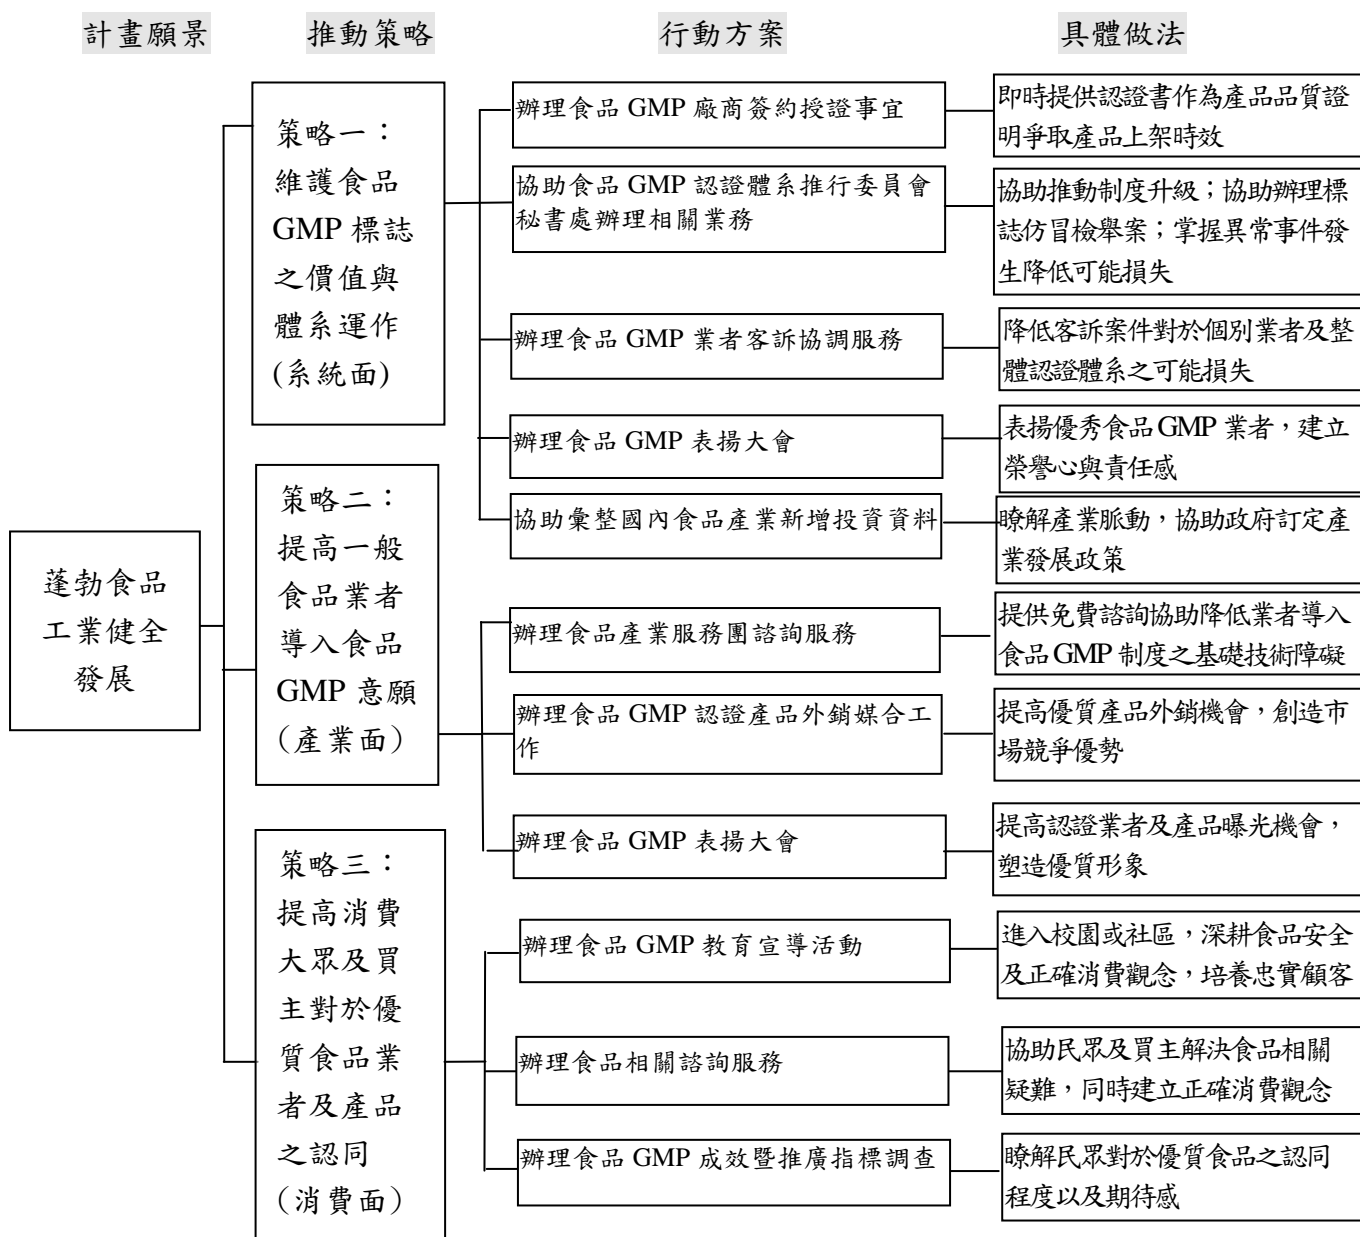 計畫願景
推動策略
行動方案
具體做法
蓬勃食品
工業健全
發展
策略一：
維護食品
GMP 標誌
之價值與
體系運作
(系統面)
辦理食品 GMP 廠商簽約授證事宜
即時提供認證書作為產品品質證
明爭取產品上架時效
協助食品 GMP 認證體系推行委員會
秘書處辦理相關業務
協助推動制度升級；協助辦理標
誌仿冒檢舉案；掌握異常事件發
生降低可能損失
辦理食品 GMP 業者客訴協調服務
降低客訴案件對於個別業者及整
體認證體系之可能損失
辦理食品 GMP 表揚大會
表揚優秀食品 GMP 業者，建立
榮譽心與責任感
協助彙整國內食品產業新增投資資料
瞭解產業脈動，協助政府訂定產
業發展政策
策略二：
提高一般
食品業者
導入食品
GMP 意願
（產業面）
辦理食品產業服務團諮詢服務
提供免費諮詢協助降低業者導入
食品 GMP 制度之基礎技術障礙
辦理食品 GMP 認證產品外銷媒合工
作
提高優質產品外銷機會，創造市
場競爭優勢
辦理食品 GMP 表揚大會
提高認證業者及產品曝光機會，
塑造優質形象
策略三：
提高消費
大眾及買
主對於優
質食品業
者及產品
之認同
（消費面）
辦理食品 GMP 教育宣導活動
進入校園或社區，深耕食品安全
及正確消費觀念，培養忠實顧客
辦理食品相關諮詢服務
協助民眾及買主解決食品相關
疑難，同時建立正確消費觀念
辦理食品 GMP 成效暨推廣指標調查
瞭解民眾對於優質食品之認同
程度以及期待感